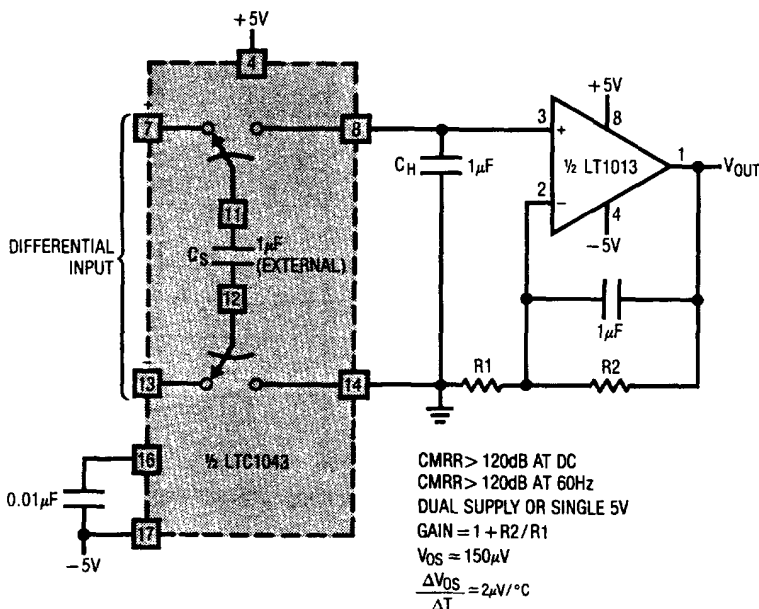 +5V
4
+
7
8
+5V
3
8
+
½ LT1013
1
VOUT
CH
1µF
11
2
−
4
−5V
DIFFERENTIAL
INPUT
CS
1µF
(EXTERNAL)
12
1µF
−
13
14
R1
R2
16
½ LTC1043
0.01µF
17
−5V
CMRR > 120dB AT DC
CMRR > 120dB AT 60Hz
DUAL SUPPLY OR SINGLE 5V
GAIN = 1 + R2/R1
VOS ≈ 150µV
ΔVOS
ΔT
≈ 2µV/°C